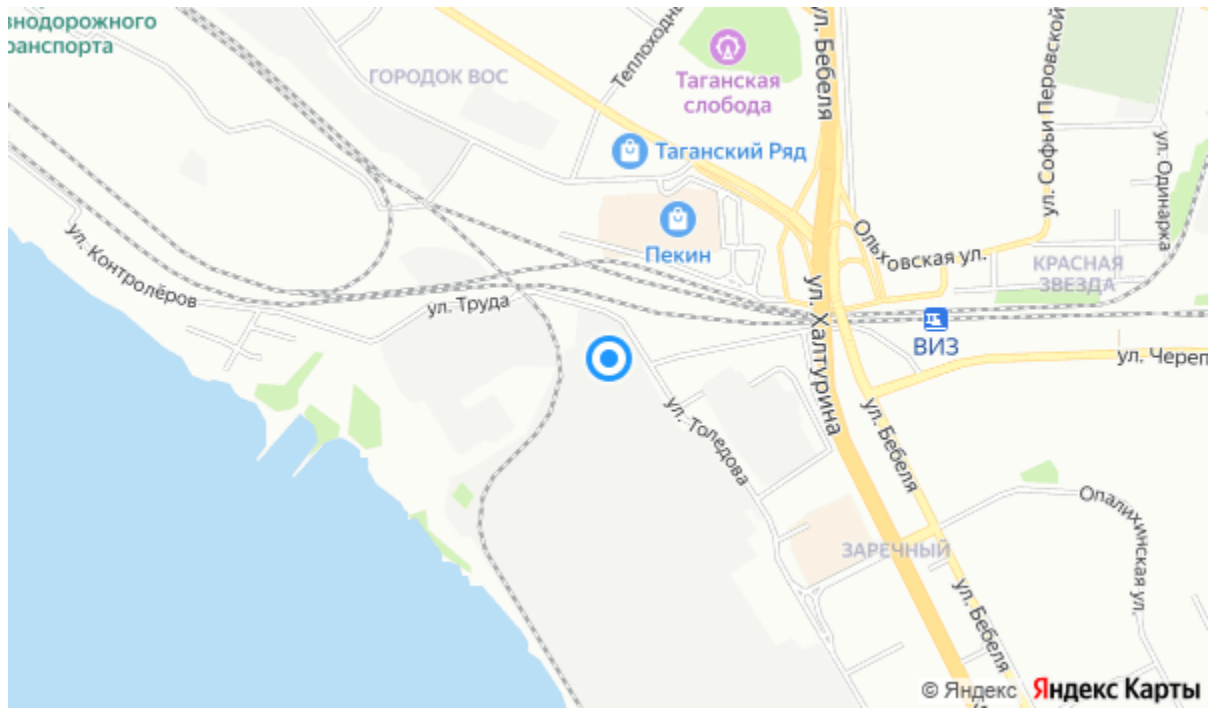 знодорожного
ранспорта
ГОРОДОК ВОС
Теплоходны
Таганская
слобода
ул. Бебеля
ул. Софьи Перовской
ул. Одинарка
Таганский Ряд
Пекин
Ольховская ул.
КРАСНАЯ
ЗВЕЗДА
ул. Контролёров
ул. Труда
ул. Халтурина
ВИЗ
ул. Череп
ул. Толедова
ул. Бебеля
Опалихинская ул.
ЗАРЕЧНЫЙ
ул. Бебеля
© Яндекс Яндекс Карты